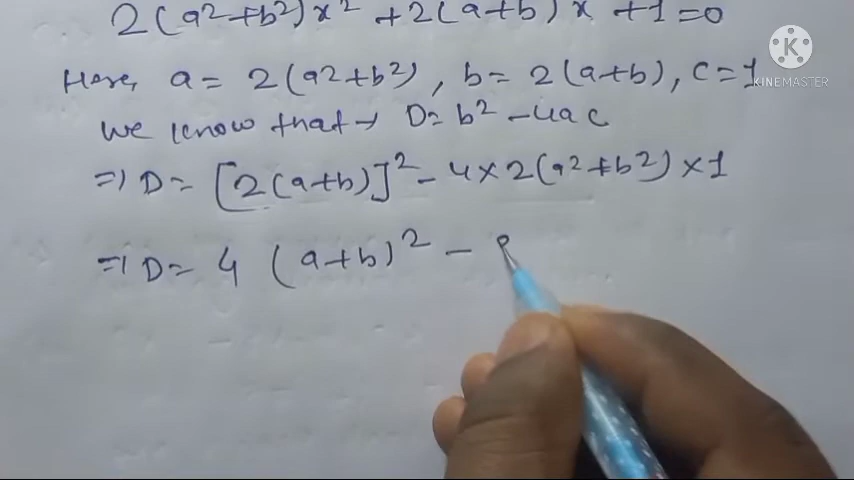 2(a²+b²)x² +2(a+b)x +1=0
Here, a= 2(a²+b²), b= 2(a+b), c=1
K
KINEMASTER
We know that → D= b² -4ac
=> D= [2(a+b)]² - 4×2(a²+b²)×1
=> D= 4 (a+b)² -